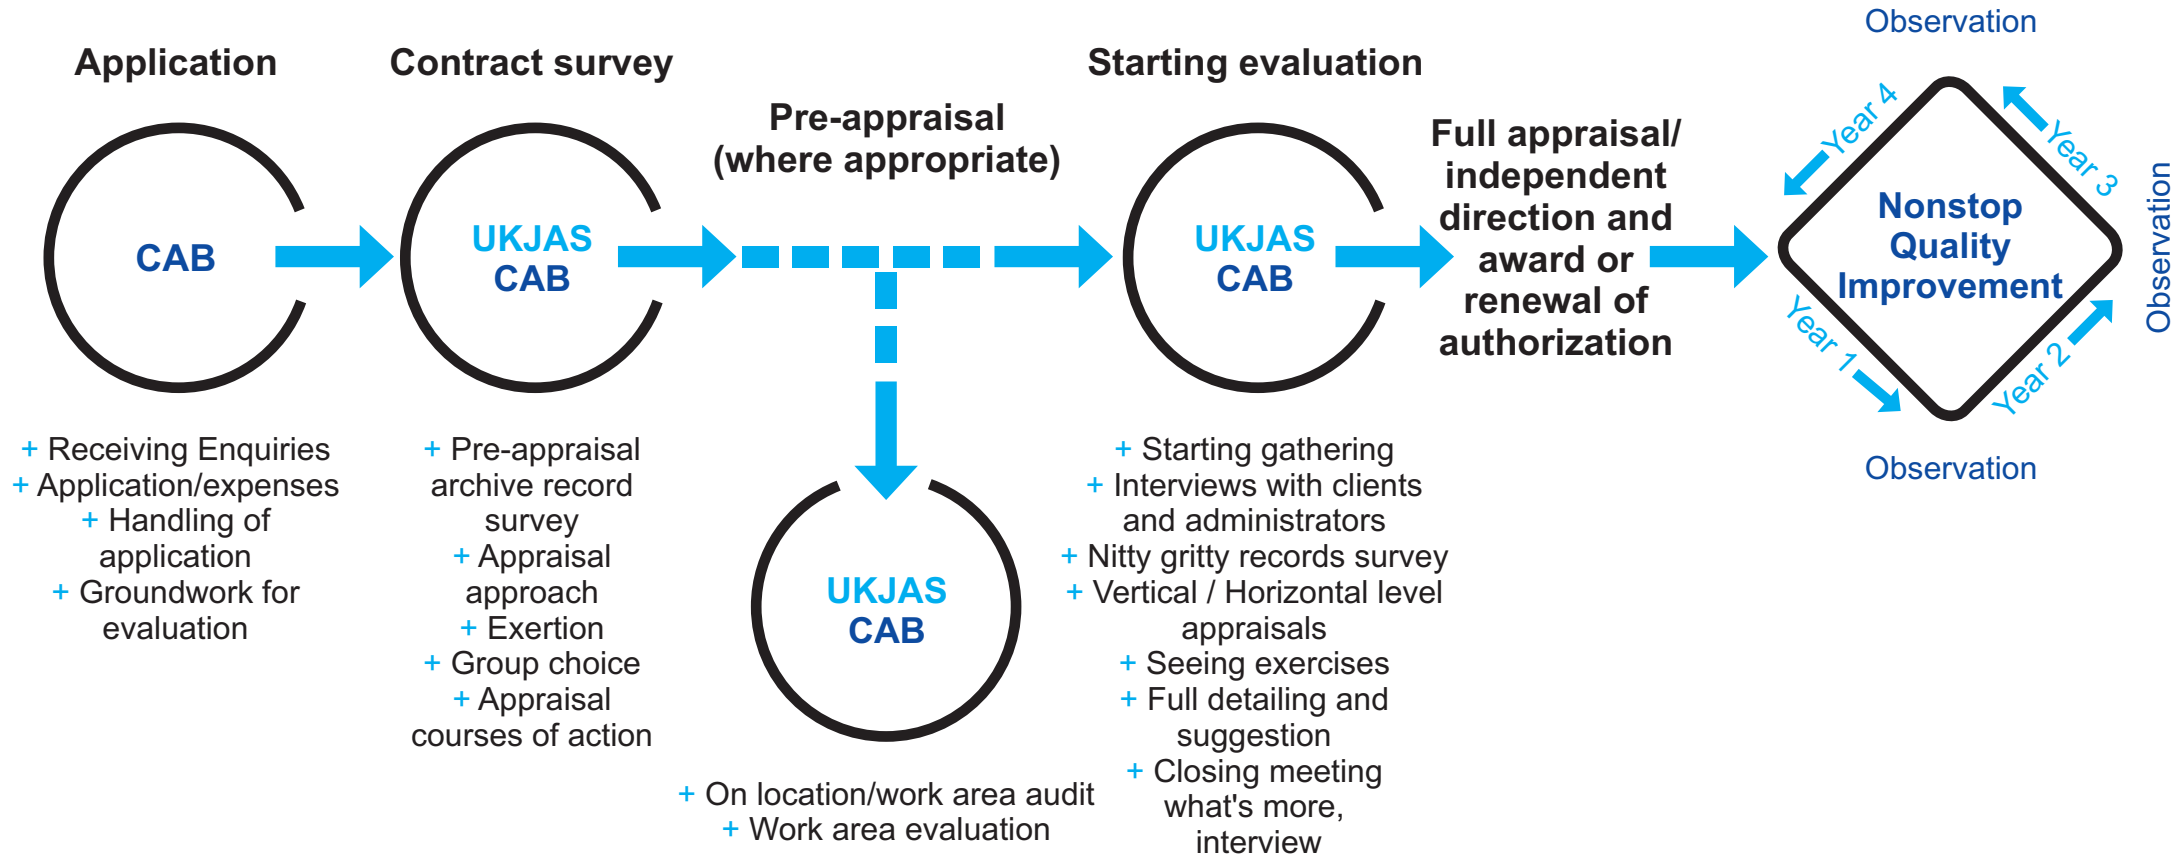 Application
CAB
+ Receiving Enquiries
+ Application/expenses
+ Handling of
application
+ Groundwork for
evaluation
Contract survey
UKJAS
CAB
+ Pre-appraisal
archive record
survey
+ Appraisal
approach
+ Exertion
+ Group choice
+ Appraisal
courses of action
Pre-appraisal
(where appropriate)
UKJAS
CAB
+ On location/work area audit
+ Work area evaluation
Starting evaluation
UKJAS
CAB
+ Starting gathering
+ Interviews with clients
and administrators
+ Nitty gritty records survey
+ Vertical / Horizontal level
appraisals
+ Seeing exercises
+ Full detailing and
suggestion
+ Closing meeting
what's more,
interview
Full appraisal/
independent
direction and
award or
renewal of
authorization
Observation
Year 4
Year 3
Observation
Nonstop
Quality
Improvement
Year 1
Year 2
Observation